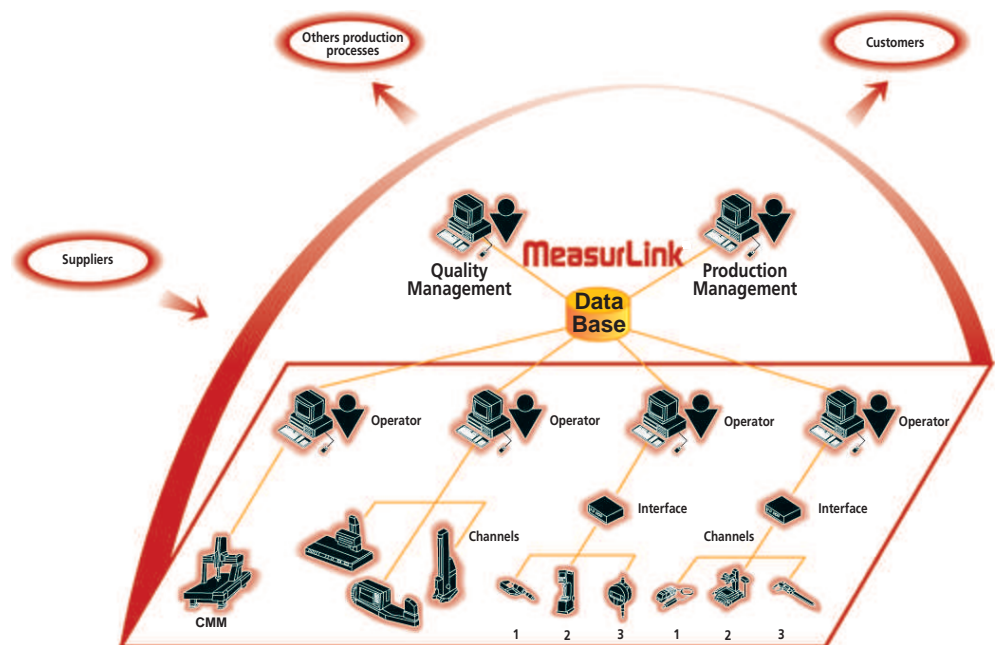 Others production
processes
Customers
Suppliers
MeasurLink
Quality
Management
Production
Management
Data
Base
Operator
Operator
Operator
Operator
Interface
Interface
Channels
Channels
CMM
1
2
3
1
2
3